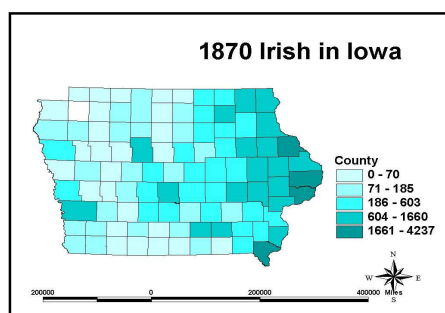 1870 Irish in Iowa
County
0 - 70
71 - 185
186 - 603
604 - 1660
1661 - 4237
N
W E
S
200000 0 200000 400000 Miles